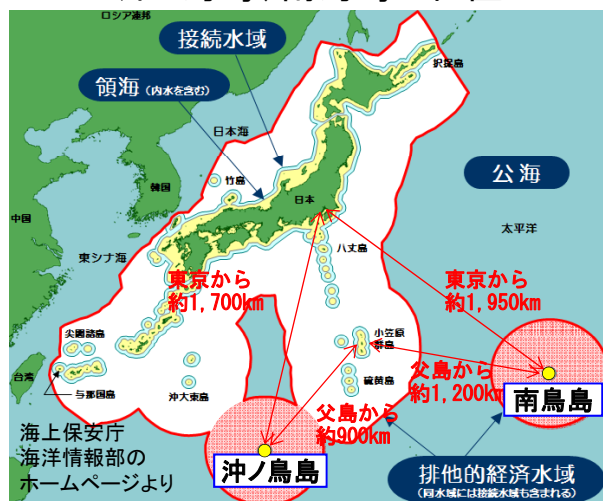 ロシア連邦
接続水域
択捉島
領海（内水を含む）
日本海
竹島
韓国
公海
日本
中国
太平洋
東シナ海
八丈島
東京から
約1,700km
東京から
約1,950km
尖閣諸島
小笠原
群島
台湾
父島から
約1,200km
硫黄島
与那国島
沖大東島
南鳥島
父島から
約900km
海上保安庁
海洋情報部の
ホームページより
沖ノ鳥島
排他的経済水域
（同水域には接続水域も含まれる）